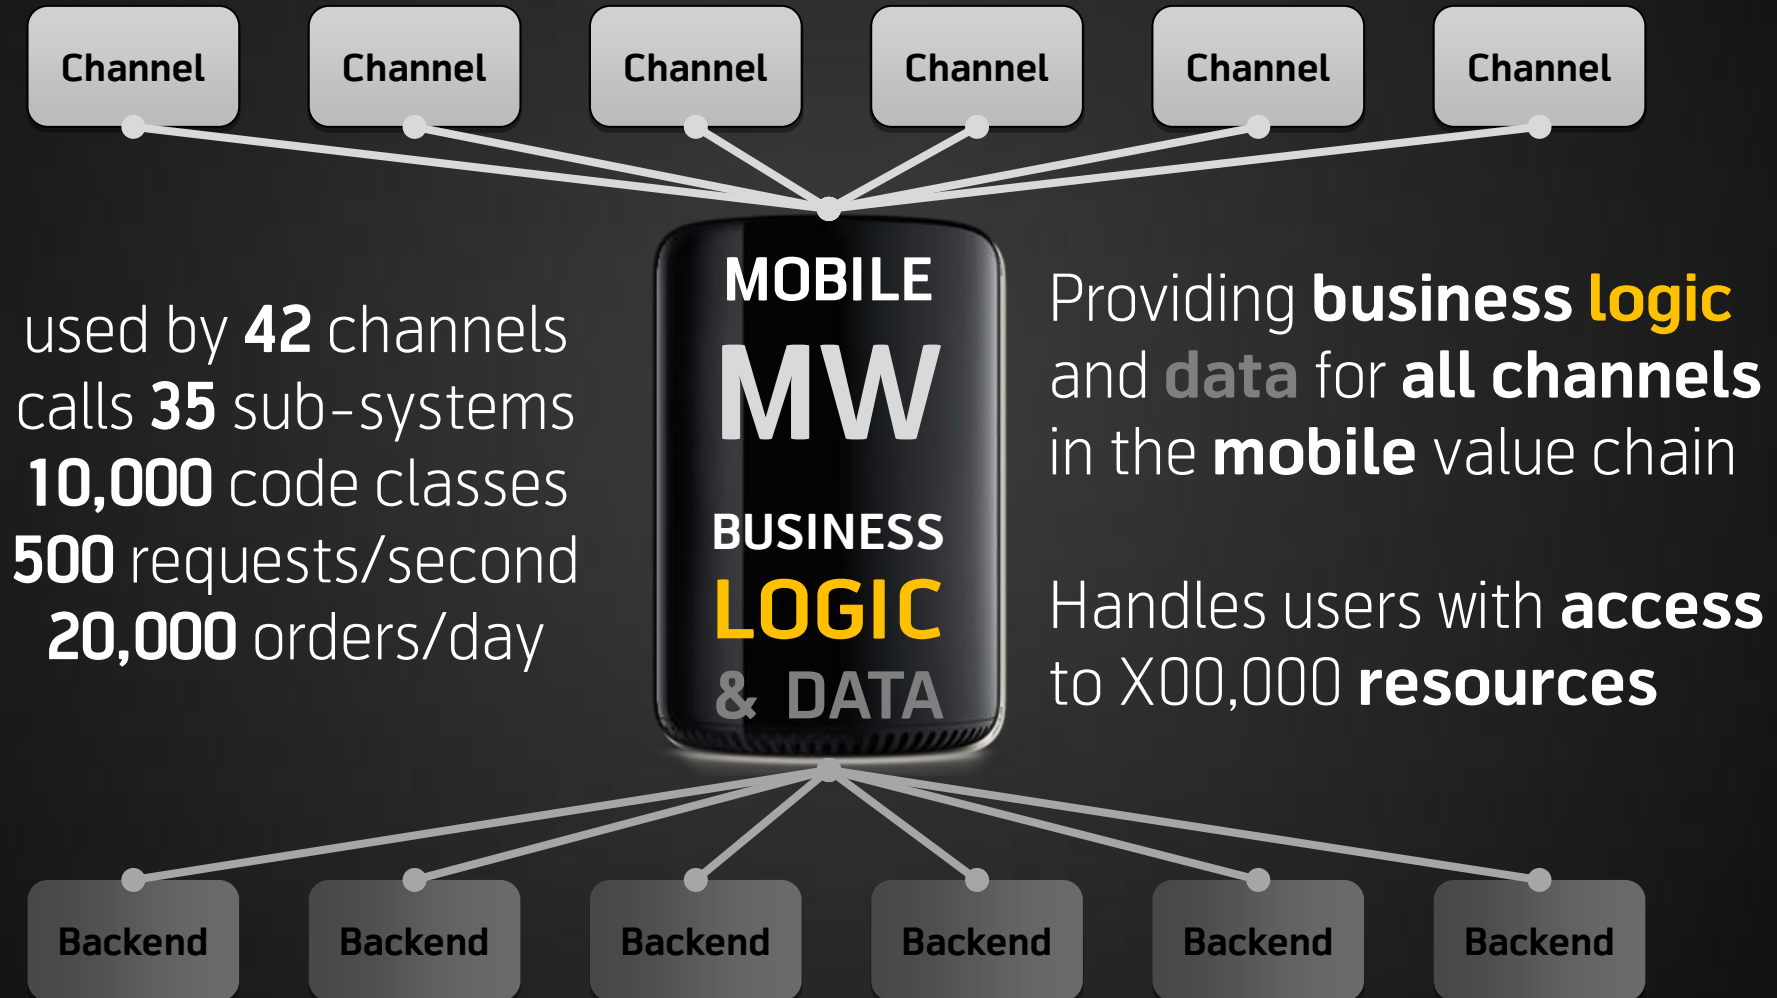 Channel
Channel
Channel
Channel
Channel
Channel
used by 42 channels
calls 35 sub-systems
10,000 code classes
500 requests/second
20,000 orders/day
MOBILE
MW
BUSINESS
LOGIC
& DATA
Providing business logic
and data for all channels
in the mobile value chain
Handles users with access
to X00,000 resources
Backend
Backend
Backend
Backend
Backend
Backend